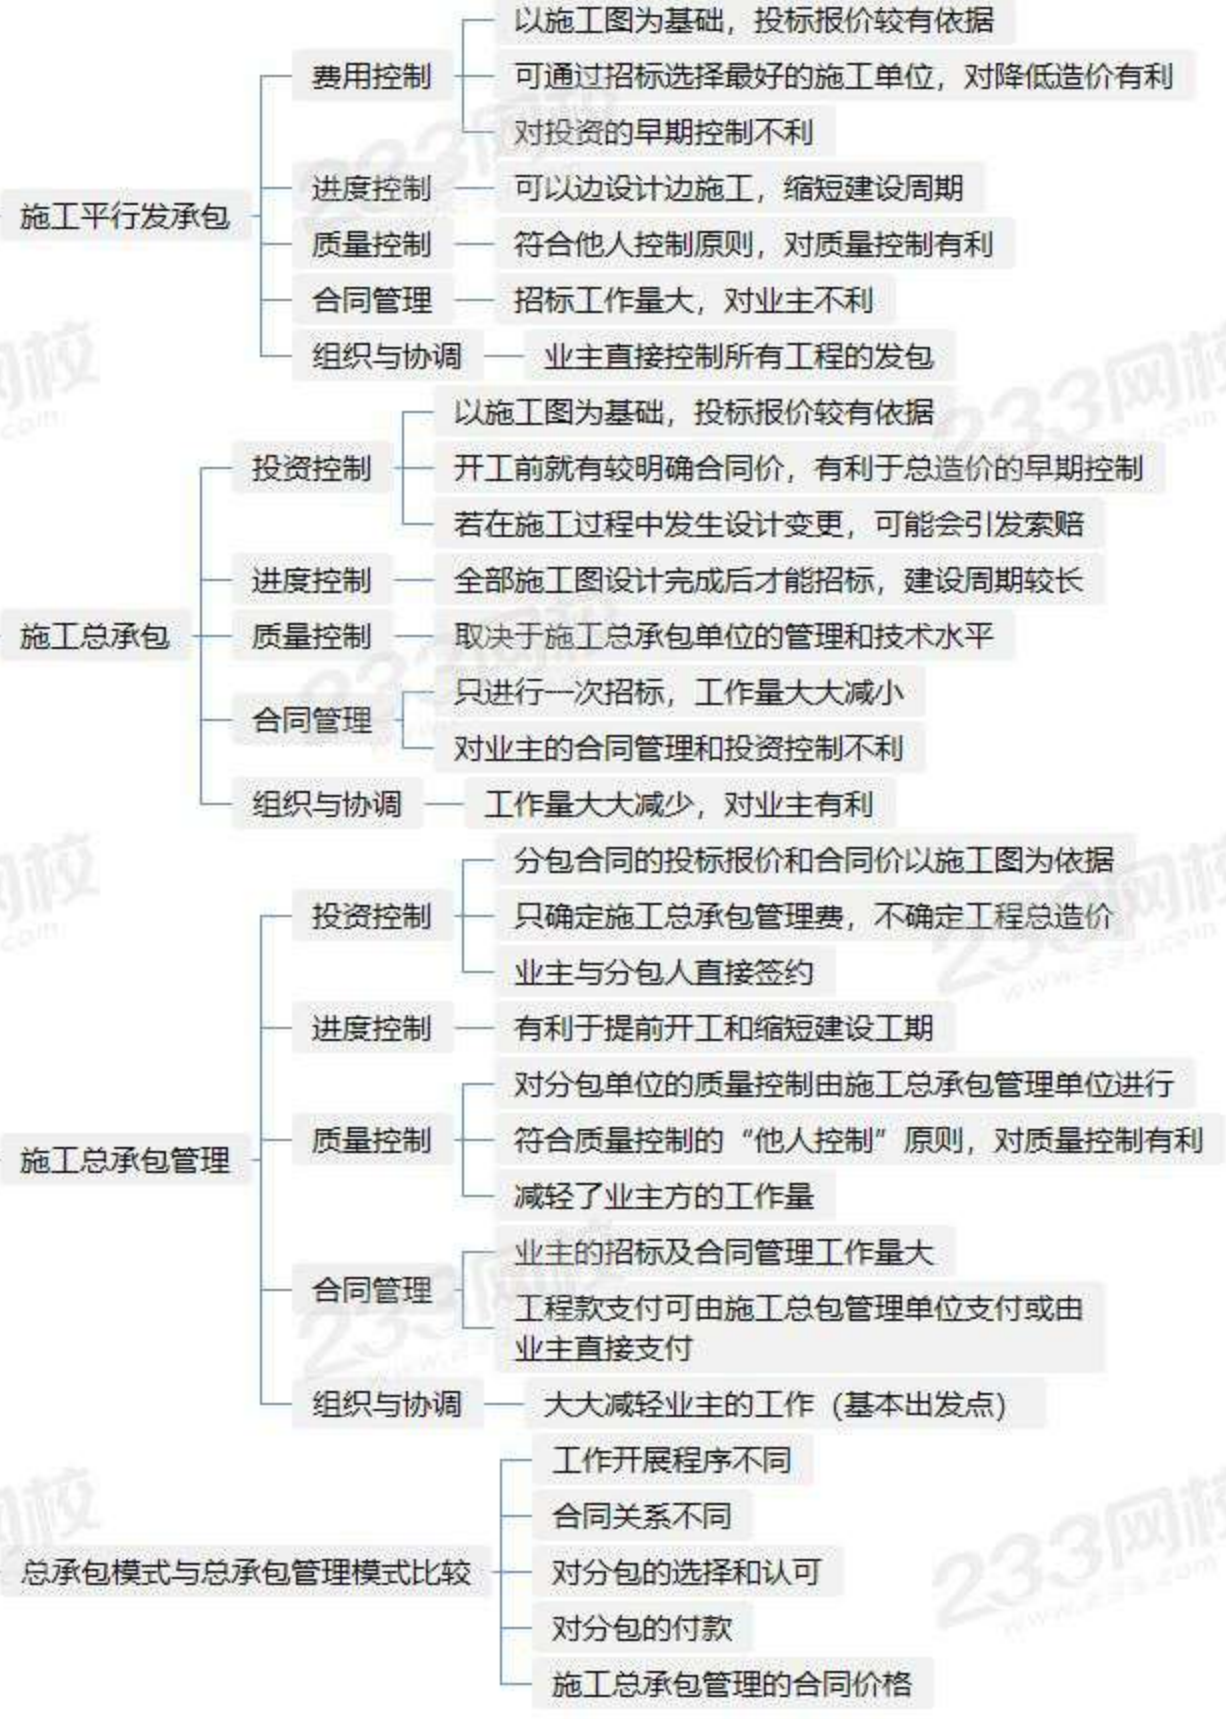 施工平行发承包
费用控制
以施工图为基础，投标报价较有依据
可通过招标选择最好的施工单位，对降低造价有利
对投资的早期控制不利
进度控制
可以边设计边施工，缩短建设周期
质量控制
符合他人控制原则，对质量控制有利
合同管理
招标工作量大，对业主不利
组织与协调
业主直接控制所有工程的发包
施工总承包
投资控制
以施工图为基础，投标报价较有依据
开工前就有较明确合同价，有利于总造价的早期控制
若在施工过程中发生设计变更，可能会引发索赔
进度控制
全部施工图设计完成后才能招标，建设周期较长
质量控制
取决于施工总承包单位的管理和技术水平
合同管理
只进行一次招标，工作量大大减小
对业主的合同管理和投资控制不利
组织与协调
工作量大大减少，对业主有利
施工总承包管理
投资控制
分包合同的投标报价和合同价以施工图为依据
只确定施工总承包管理费，不确定工程总造价
业主与分包人直接签约
进度控制
有利于提前开工和缩短建设工期
质量控制
对分包单位的质量控制由施工总承包管理单位进行
符合质量控制的“他人控制”原则，对质量控制有利
减轻了业主方的工作量
合同管理
业主的招标及合同管理工作量大
工程款支付可由施工总包管理单位支付或由
业主直接支付
组织与协调
大大减轻业主的工作（基本出发点）
总承包模式与总承包管理模式比较
工作开展程序不同
合同关系不同
对分包的选择和认可
对分包的付款
施工总承包管理的合同价格
233网校